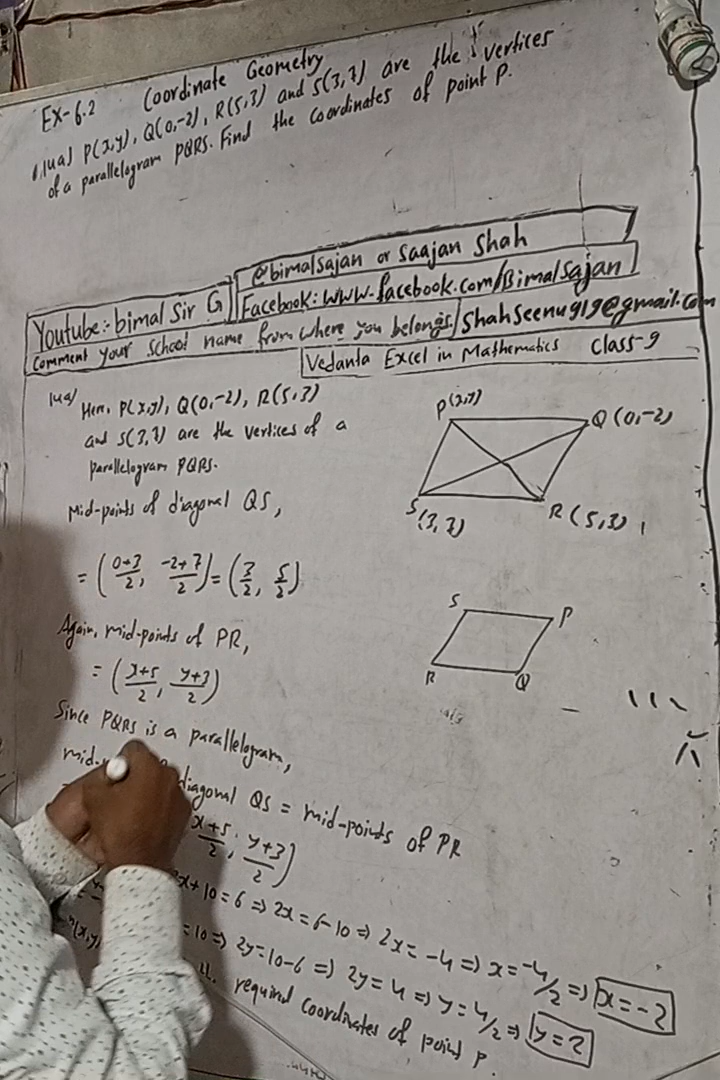 EX-6.2 Coordinate Geometry
P(x,y), Q(0,-2), R(5,3) and S(3,7) are the vertices
of a parallelogram PQRS. Find the coordinates of point P.
@bimalsajan or Saajan Shah
Youtube:- bimal Sir G
Facebook: www.facebook.com/Bimalsajan
Comment your school name from where you belongs.
Shahseenu919@gmail.com
Vedanta Excel in Mathematics Class-9
Here, P(x,y), Q(0,-2), R(5,3)
and S(3,7) are the vertices of a
parallelogram PQRS.
P(x,y)
Q(0,-2)
S(3,7)
R(5,3)
Mid-points of diagonal QS,
= (0+3/2, -2+7/2) = (3/2, 5/2)
S
P
R
Q
Again, mid-points of PR,
= (x+5/2, y+3/2)
Since PQRS is a parallelogram,
diagonal QS = mid-points of PR
x+5/2, y+3/2)
2x+10=6 => 2x=6-10 => 2x=-4 => x=-4/2 => x=-2
=10 => 2y=10-6 => 2y=4 => y=4/2 => y=2
required coordinates of point P.